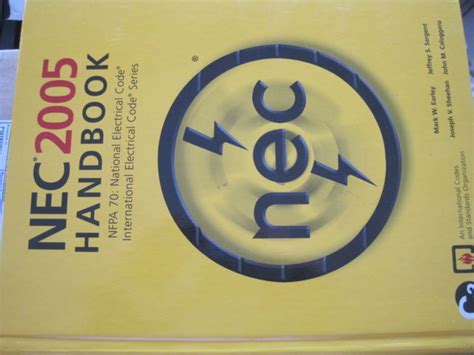 NEC® 2005
HANDBOOK
NFPA 70: National Electrical Code®
International Electrical Code® Series
®
nec
Mark W. Earley Jeffrey S. Sargent
Joseph V. Sheehan John M. Caloggero
An International Codes
and Standards Organization